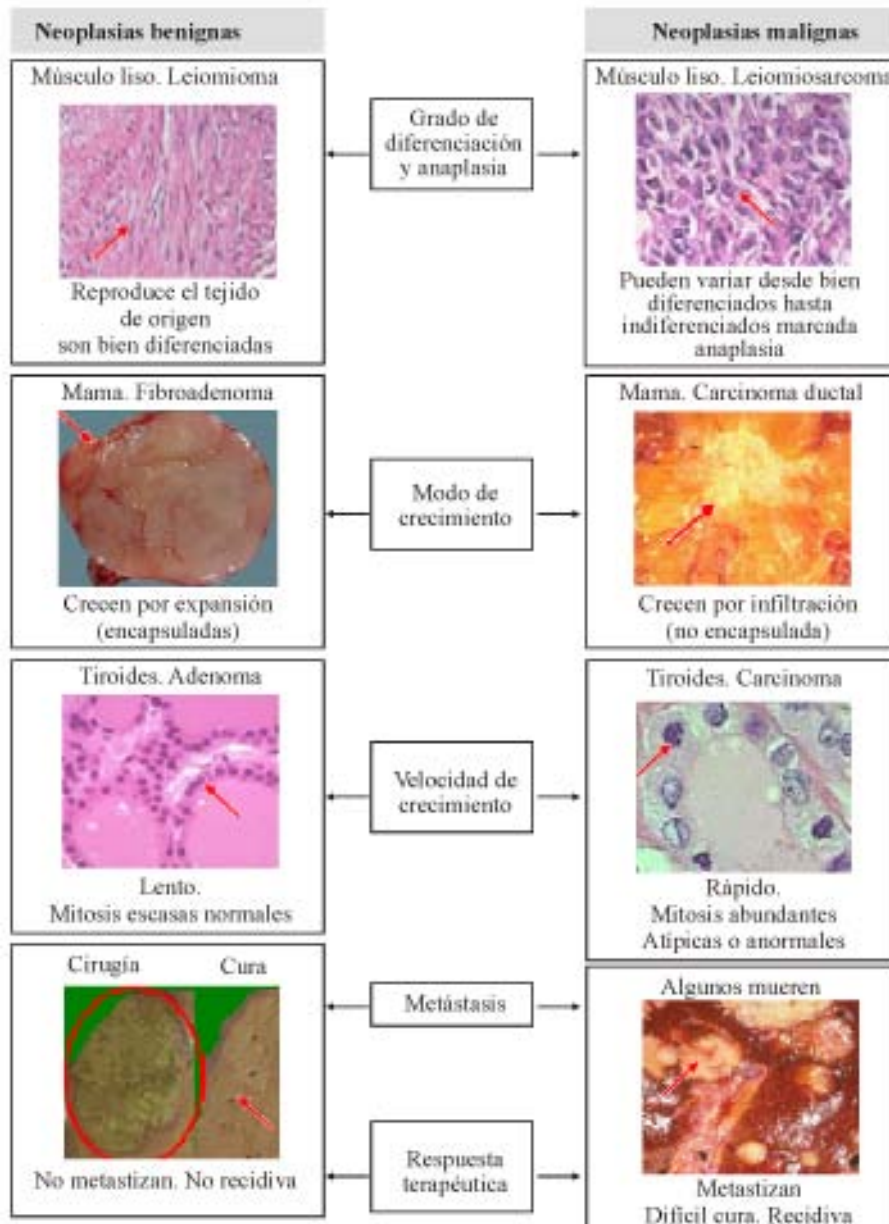 Neoplasias benignas
Neoplasias malignas
Músculo liso. Leiomioma
Reproduce el tejido
de origen
son bien diferenciadas
Grado de
diferenciación
y anaplasia
Músculo liso. Leiomiosarcoma
Pueden variar desde bien
diferenciados hasta
indiferenciados marcada
anaplasia
Mama. Fibroadenoma
Crecen por expansión
(encapsuladas)
Modo de
crecimiento
Mama. Carcinoma ductal
Crecen por infiltración
(no encapsulada)
Tiroides. Adenoma
Lento.
Mitosis escasas normales
Velocidad de
crecimiento
Tiroides. Carcinoma
Rápido.
Mitosis abundantes
Atípicas o anormales
Cirugía Cura
No metastizan. No recidiva
Metástasis
Respuesta
terapéutica
Algunos mueren
Metastizan
Difícil cura. Recidiva